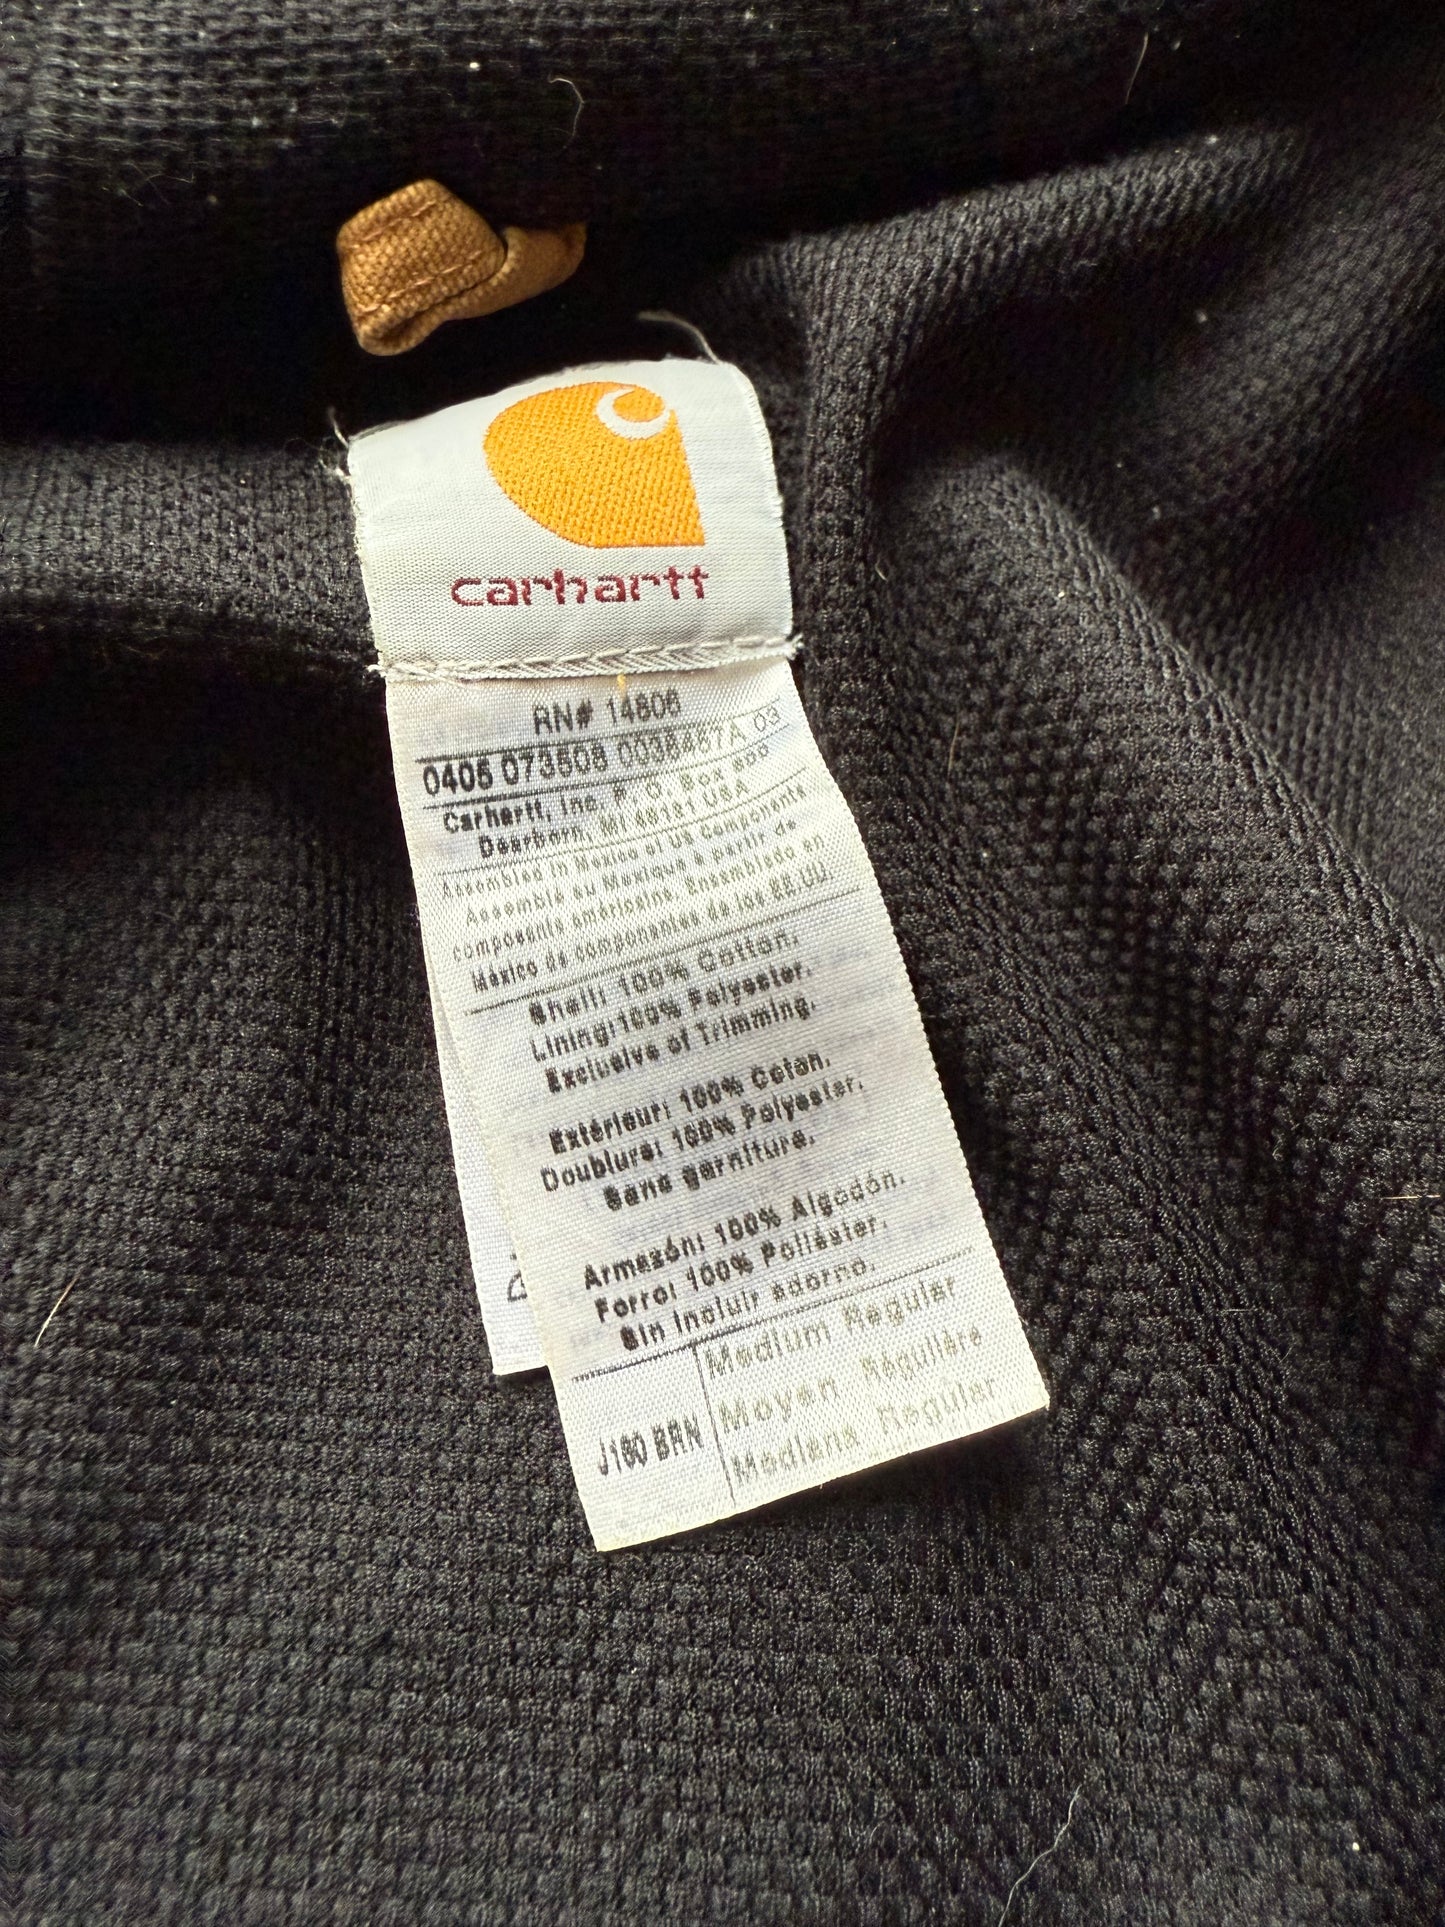 carhartt
RN# 14806
0405 073508 0038467A 03
Carhartt, Inc. P. O. Box 600
Dearborn, MI 48121 USA
Assembled in Mexico of US components
Assemblé au Mexique à partir de
composants américains. Ensamblado en
México de componentes de los EE.UU.
Shell: 100% Cotton.
Lining: 100% Polyester.
Exclusive of Trimming.
Extérieur: 100% Cotan.
Doublure: 100% Polyester.
Sans garniture.
Armazón: 100% Algodón.
Forro: 100% Poliéster.
Sin incluir adorno.
J160 BRN
Medium Regular
Moyen Régulière
Mediana Regular